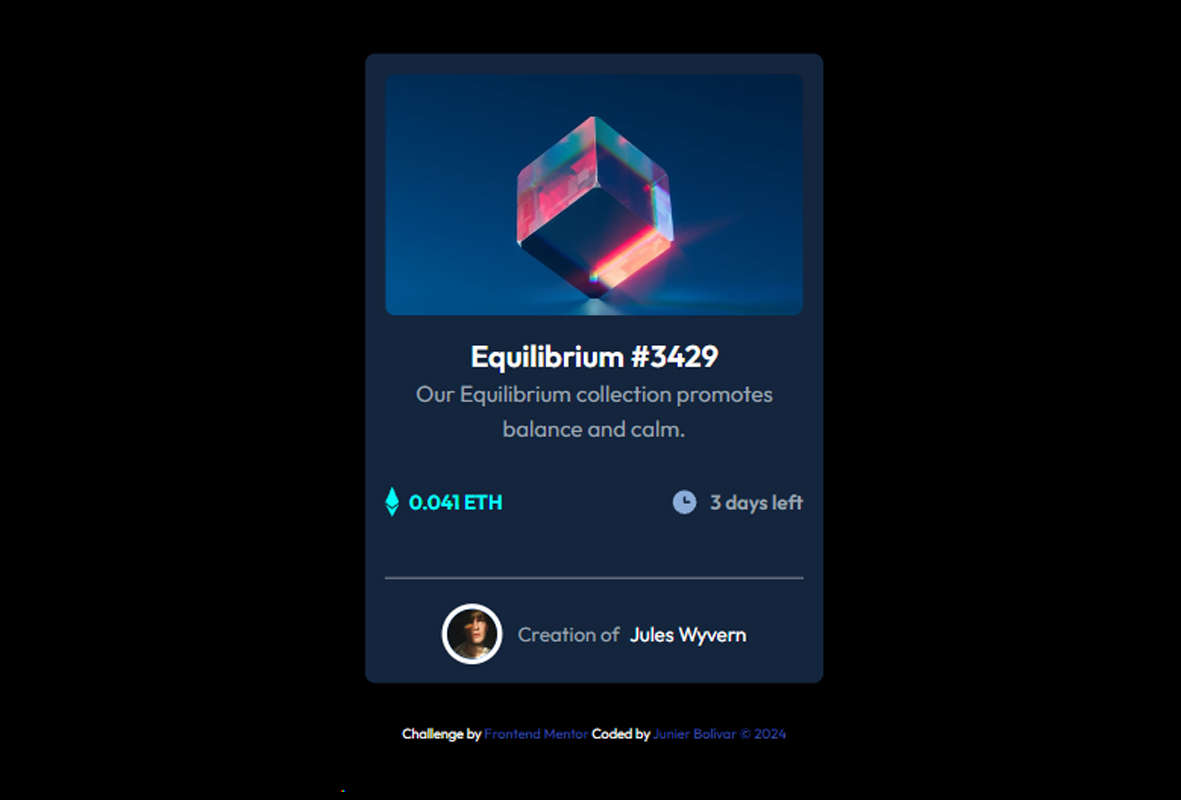 Equilibrium #3429
Our Equilibrium collection promotes
balance and calm.
0.041 ETH
3 days left
Creation of Jules Wyvern
Challenge by Frontend Mentor Coded by Junier Bolivar © 2024